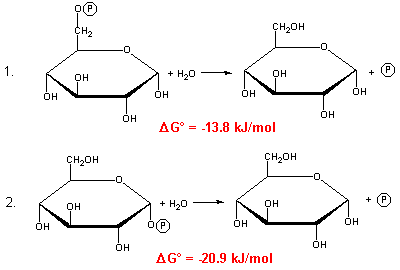 O P
CH2
CH2OH
O
O
1.
OH
OH
OH
OH
+ H2O
OH
OH
OH
OH
+ P
ΔG° = -13.8 kJ/mol
CH2OH
CH2OH
O
O
2.
OH
OH
OH
O P
+ H2O
OH
OH
OH
OH
+ P
ΔG° = -20.9 kJ/mol